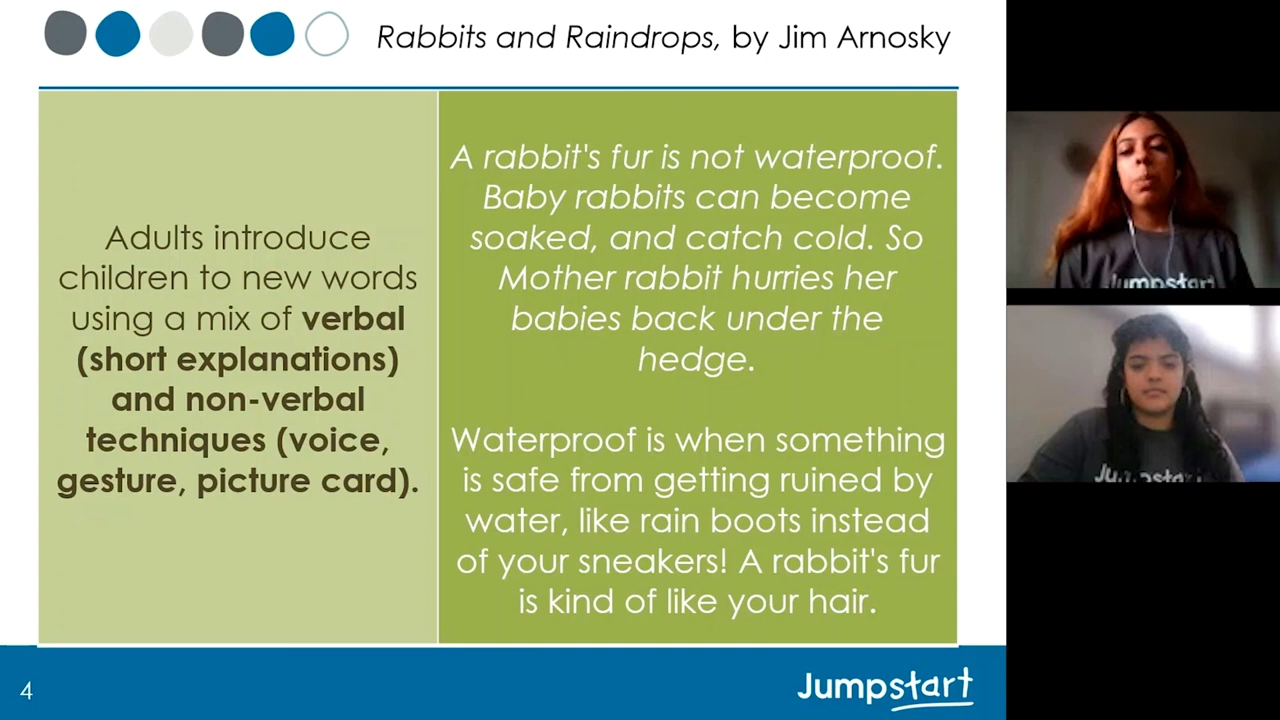 Rabbits and Raindrops, by Jim Arnosky
Adults introduce
children to new words
using a mix of verbal
(short explanations)
and non-verbal
techniques (voice,
gesture, picture card).
A rabbit's fur is not waterproof.
Baby rabbits can become
soaked, and catch cold. So
Mother rabbit hurries her
babies back under the
hedge.
Waterproof is when something
is safe from getting ruined by
water, like rain boots instead
of your sneakers! A rabbit's fur
is kind of like your hair.
4
Jumpstart
Jumpstart
Jumpstart